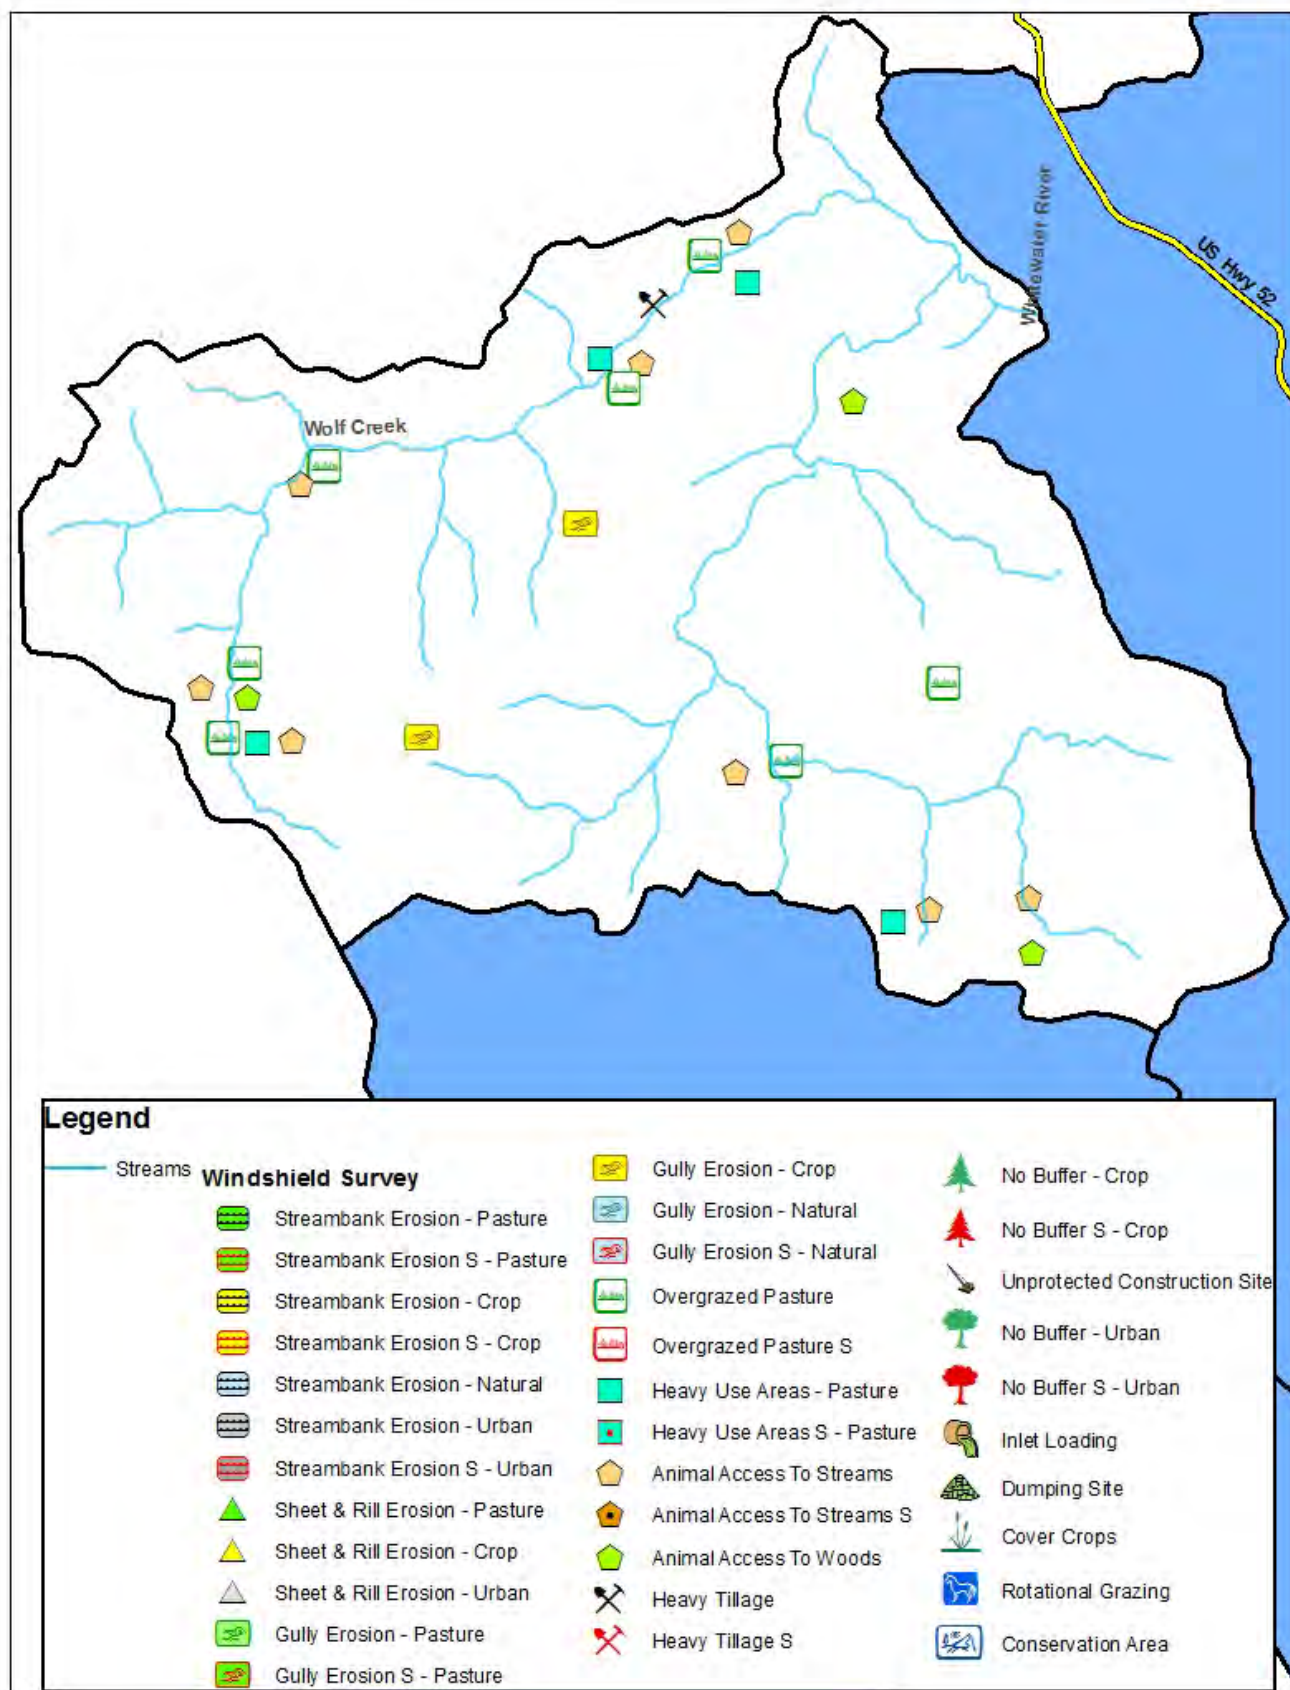 Whitewater River
US Hwy 52
Wolf Creek
Legend
Streams
Windshield Survey
Streambank Erosion - Pasture
Streambank Erosion S - Pasture
Streambank Erosion - Crop
Streambank Erosion S - Crop
Streambank Erosion - Natural
Streambank Erosion - Urban
Streambank Erosion S - Urban
Sheet & Rill Erosion - Pasture
Sheet & Rill Erosion - Crop
Sheet & Rill Erosion - Urban
Gully Erosion - Pasture
Gully Erosion S - Pasture
Gully Erosion - Crop
Gully Erosion - Natural
Gully Erosion S - Natural
Overgrazed Pasture
Overgrazed Pasture S
Heavy Use Areas - Pasture
Heavy Use Areas S - Pasture
Animal Access To Streams
Animal Access To Streams S
Animal Access To Woods
Heavy Tillage
Heavy Tillage S
No Buffer - Crop
No Buffer S - Crop
Unprotected Construction Site
No Buffer - Urban
No Buffer S - Urban
Inlet Loading
Dumping Site
Cover Crops
Rotational Grazing
Conservation Area